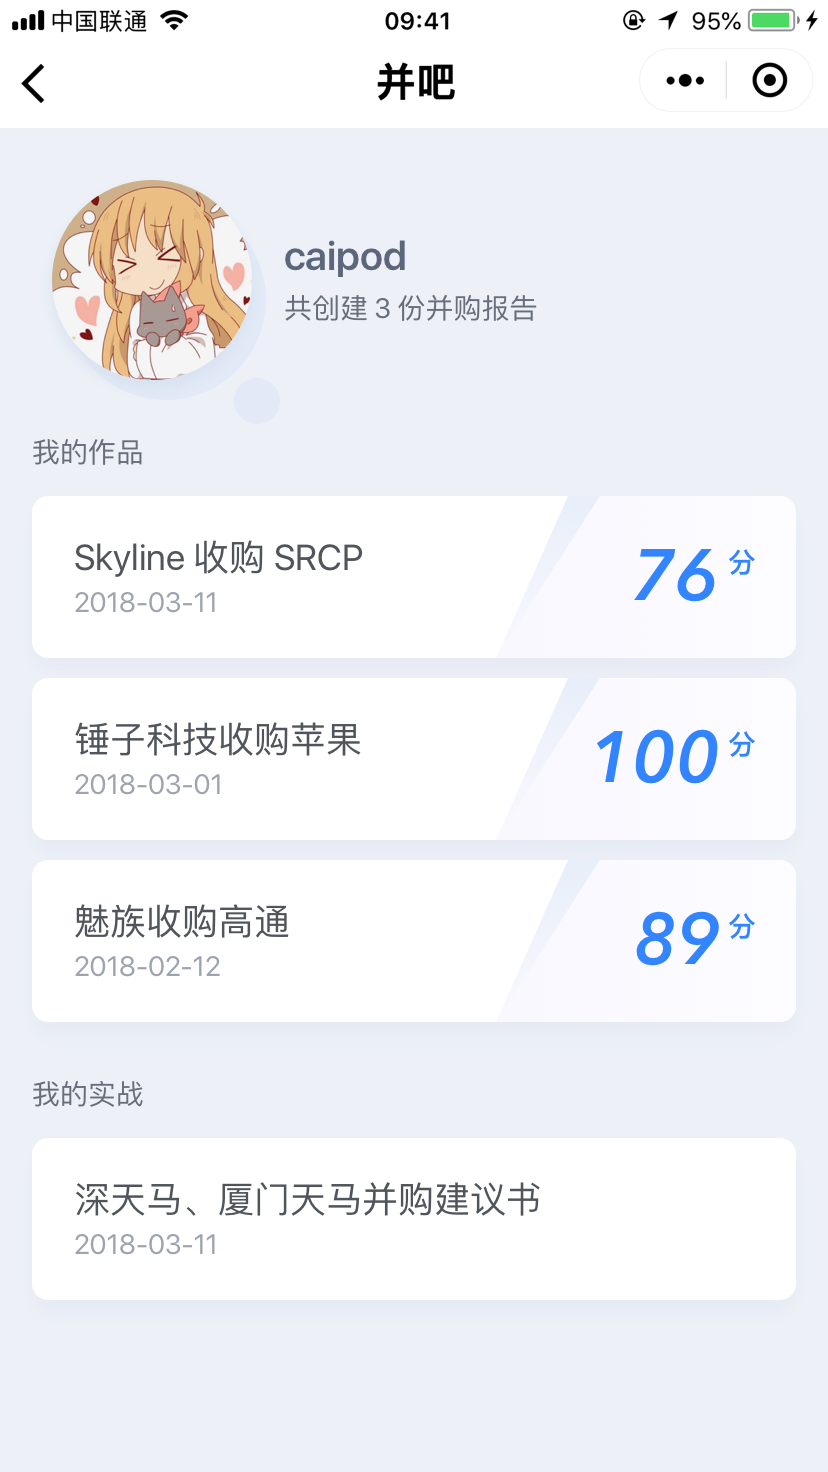 中国联通 09:41 95%
并吧
caipod
共创建 3 份并购报告
我的作品
Skyline 收购 SRCP
2018-03-11
76 分
锤子科技收购苹果
2018-03-01
100 分
魅族收购高通
2018-02-12
89 分
我的实战
深天马、厦门天马并购建议书
2018-03-11